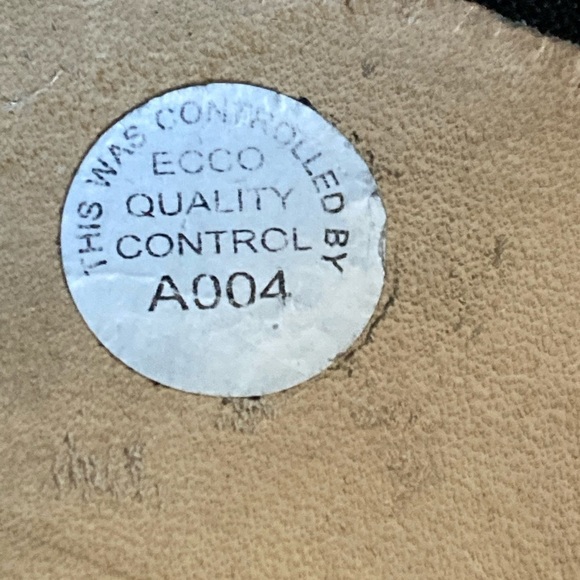 THIS WAS CONTROLLED BY
ECCO
QUALITY
CONTROL
A004